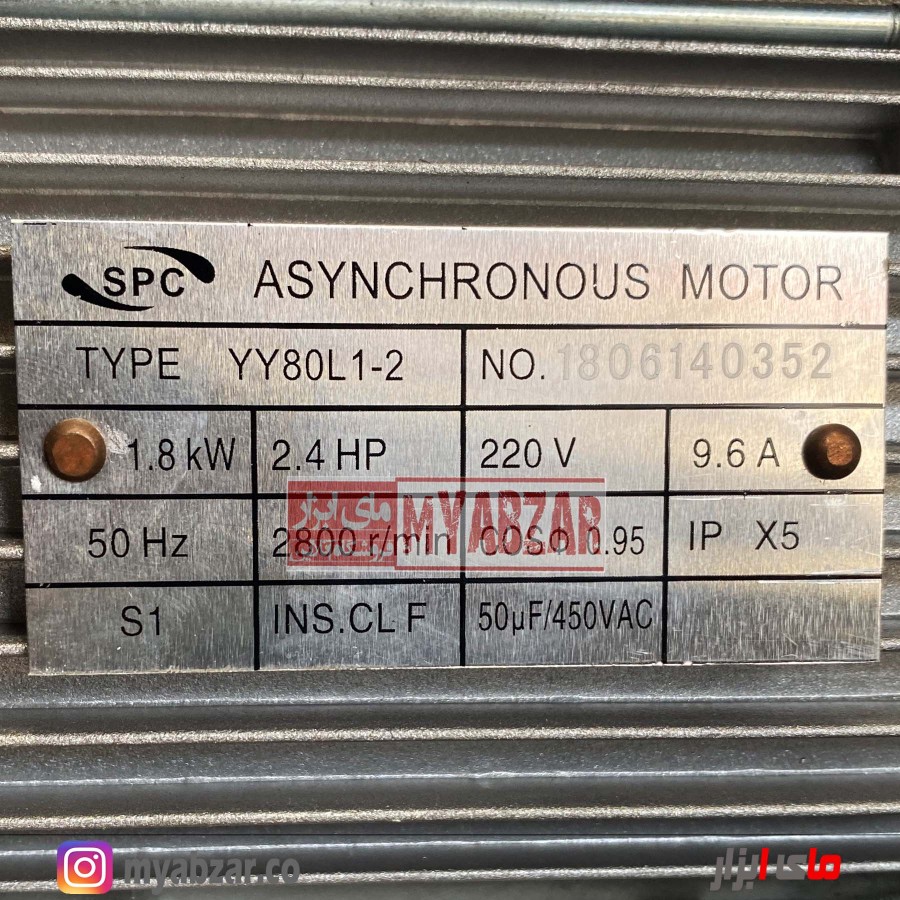 SPC ASYNCHRONOUS MOTOR
TYPE YY80L1-2 NO. 1806140352
1.8 kW 2.4 HP 220 V 9.6 A
مای ابزار MYABZAR
50 Hz 2800 r/min COSΦ 0.95 IP X5
S1 INS.CL F 50μF/450VAC
myabzar.co مای ابزار